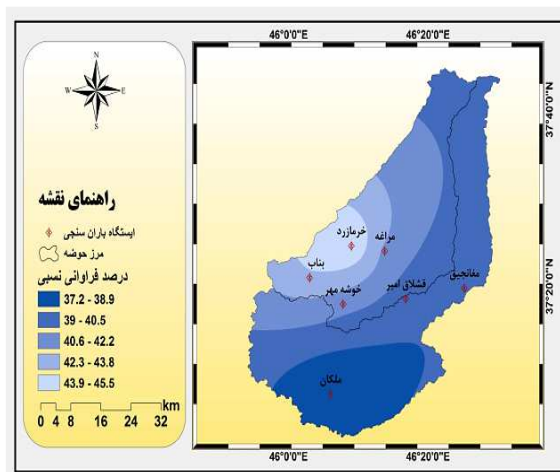 N
W E
S
راهنمای نقشه
ایستگاه باران سنجی
مرز حوضه
درصد فراوانی نسبی
37.2 - 38.9
39 - 40.5
40.6 - 42.2
42.3 - 43.8
43.9 - 45.5
km
0 4 8 16 24 32
46°0'0"E 46°20'0"E
37°40'0"N
37°20'0"N
خرمازرد
مراغه
بناب
خوشه مهر
قشلاق امیر
مغانجیق
ملکان
46°0'0"E 46°20'0"E